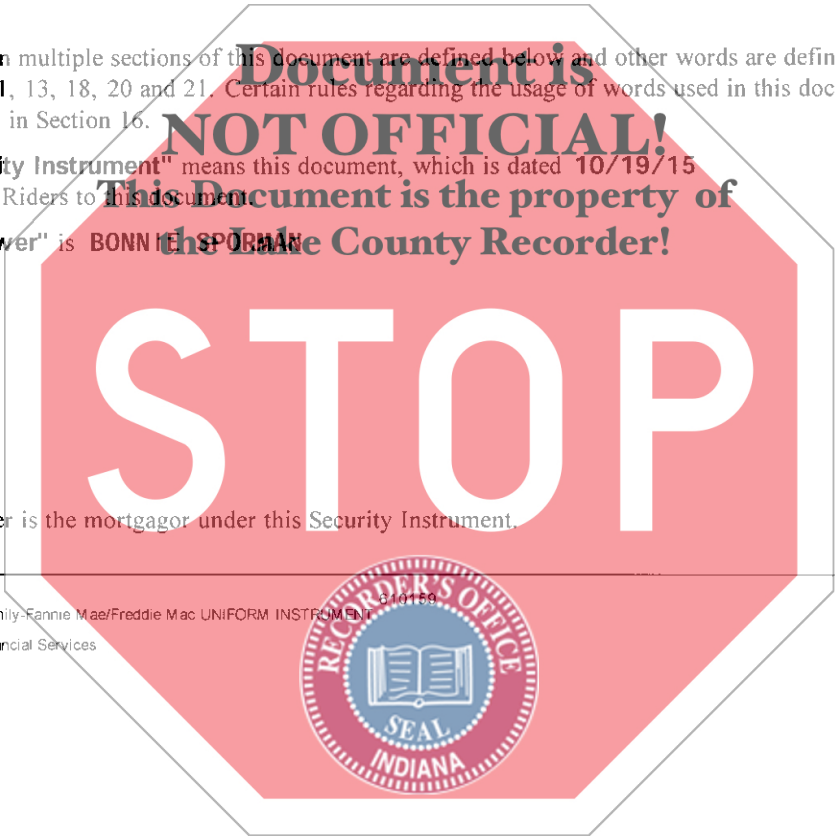 multiple sections of this document are defined below and other words are defin
, 13, 18, 20 and 21. Certain rules regarding the usage of words used in this doc
in Section 16.
ty Instrument" means this document, which is dated 10/19/15
Riders to this document.
ver" is BONNIE SPORMAN
Document is
NOT OFFICIAL!
This Document is the property of
the Lake County Recorder!
STOP
er is the mortgagor under this Security Instrument.
nily-Fannie Mae/Freddie Mac UNIFORM INSTRUMENT
610159
ncial Services
RECORDER'S OFFICE
SEAL
INDIANA